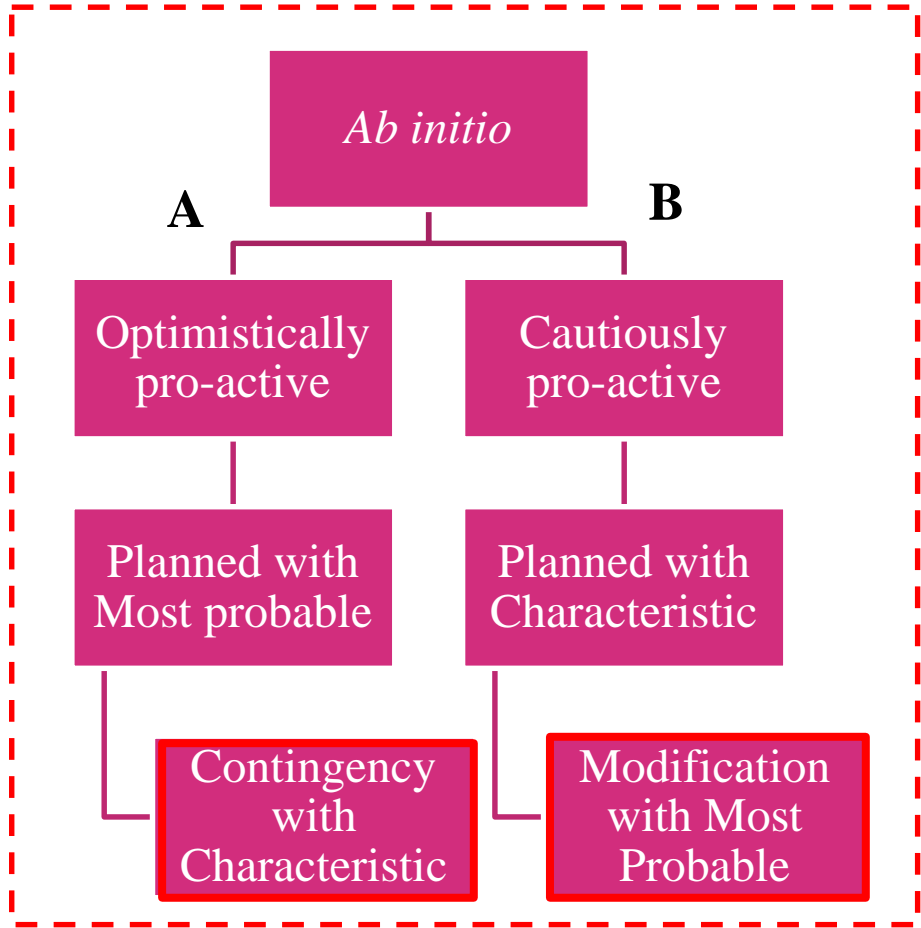 Ab initio
A
B
Optimistically
pro-active
Cautiously
pro-active
Planned with
Most probable
Planned with
Characteristic
Contingency
with
Characteristic
Modification
with Most
Probable